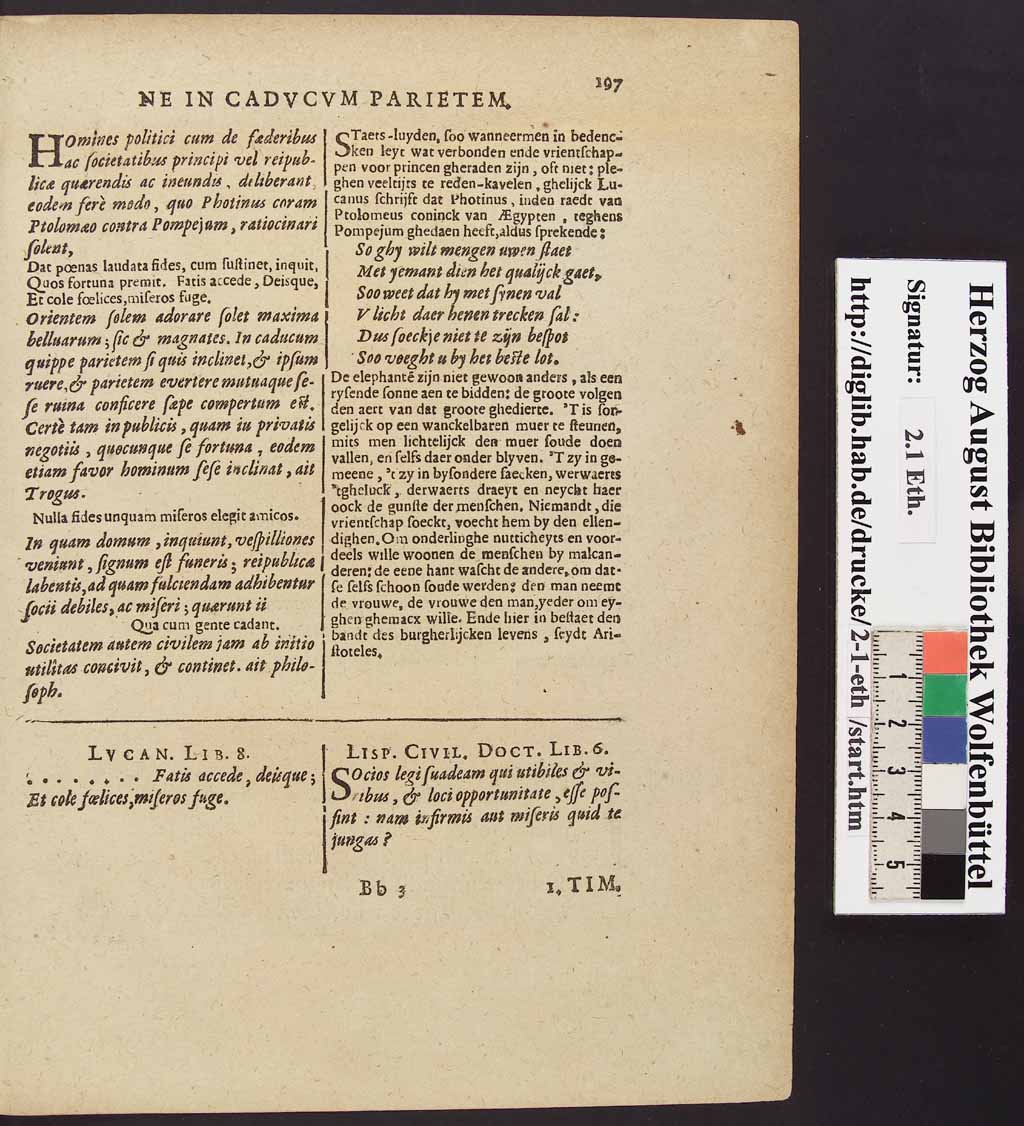 197
NE IN CADVCVM PARIETEM.
HOmines politici cum de fæderibus
ac ſocietatibus principi vel reipub-
licæ quærendis ac ineundis, deliberant
eodem ferè modo, quo Photinus coram
Ptolomæo contra Pompejum, ratiocinari
ſolent,
Dat pœnas laudata fides, cum ſuſtinet, inquit,
Quos fortuna premit. Fatis accede, Deisque,
Et cole fœlices, miſeros fuge.
Orientem ſolem adorare ſolet maxima
belluarum; ſic & magnates. In caducum
quippe parietem ſi quis inclinet, & ipſum
ruere, & parietem evertere mutuaque ſe-
ſe ruina conficere ſæpe compertum eſt.
Certè tam in publicis, quam iu privatis
negotiis, quocunque ſe fortuna, eodem
etiam favor hominum ſeſe inclinat, ait
Trogus.
Nulla fides unquam miſeros elegit amicos.
In quam domum, inquiunt, veſpilliones
veniunt, ſignum eſt funeris; reipublicæ
labentis, ad quam fulciendam adhibentur
ſocii debiles, ac miſeri; quærunt ii
Qua cum gente cadant.
Societatem autem civilem jam ab initio
utilitas concivit, & continet. ait philo-
ſoph.
STaets-luyden, ſoo wanneermen in bedenc-
ken leyt wat verbonden ende vrientſchap-
pen voor princen gheraden zijn, oft niet; ple-
ghen veeltijts te reden-kavelen, ghelijck Lu-
canus ſchrijft dat Photinus, inden raedt van
Ptolomeus coninck van Ægypten, teghens
Pompejum ghedaen heeft, aldus ſprekende:
So ghy wilt mengen uwen ſtaet
Met yemant dien het qualijck gaet,
Soo weet dat hy met ſynen val
V licht daer henen trecken ſal:
Dus ſoeckje niet te zijn beſpot
Soo voeght u by het beſte lot.
De elephantē zijn niet gewoon anders, als een
ryſende ſonne aen te bidden: de groote volgen
den aert van dat groote ghedierte. 'T is ſor-
gelijck op een wanckelbaren muer te ſteunen,
mits men lichtelijck den muer ſoude doen
vallen, en ſelfs daer onder blyven. 'T zy in ge-
meene, 't zy in byſondere ſaecken, werwaerts
'tgheluck, derwaerts draeyt en neycht haer
oock de gunſte der menſchen. Niemandt, die
vrientſchap ſoeckt, voecht hem by den ellen-
dighen. Om onderlinghe nutticheyts en voor-
deels wille woonen de menſchen by malcan-
deren: de eene hant waſcht de andere, om dat-
ſe ſelfs ſchoon ſoude werden: den man neemt
de vrouwe, de vrouwe den man, yeder om ey-
ghen ghemacx wille. Ende hier in beſtaet den
bandt des burgherlijcken levens, ſeydt Ari-
ſtoteles.
LVCAN. LIB. 8.
. . . . . . . . Fatis accede, deisque;
Et cole fœlices, miſeros fuge.
LISP. CIVIL. DOCT. LIB. 6.
SOcios legi ſuadeam qui utibiles & vi-
ribus, & loci opportunitate, eſſe poſ-
ſint: nam infirmis aut miſeris quid te
jungas?
Bb 3
1. TIM.
Herzog August Bibliothek Wolfenbüttel
Signatur: 2.1 Eth.
http://diglib.hab.de/drucke/2-1-eth /start.htm
1
2
3
4
5